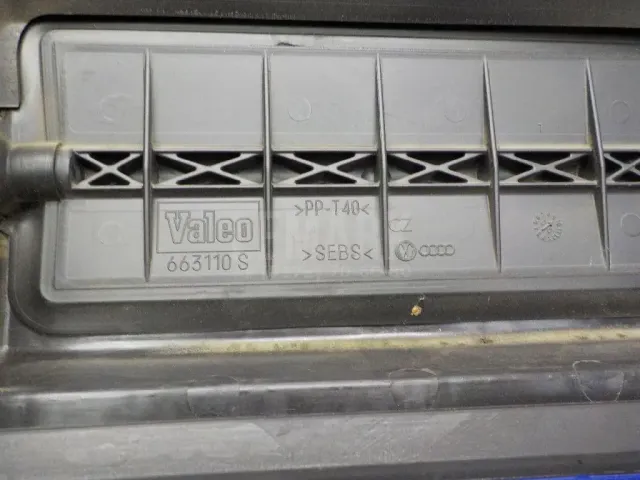 Valeo
663110 S
>PP-T40<
>SEBS<
CZ